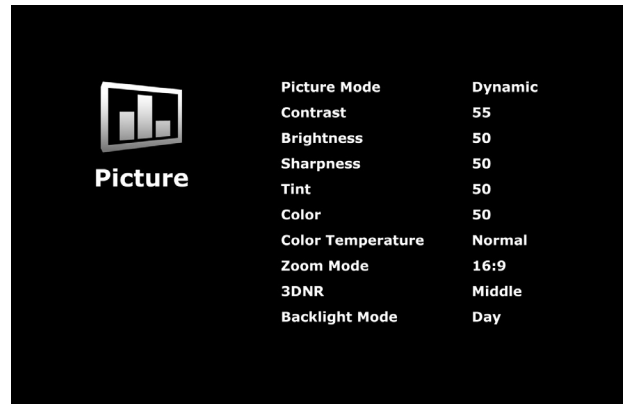 Picture
Picture Mode Dynamic
Contrast 55
Brightness 50
Sharpness 50
Tint 50
Color 50
Color Temperature Normal
Zoom Mode 16:9
3DNR Middle
Backlight Mode Day